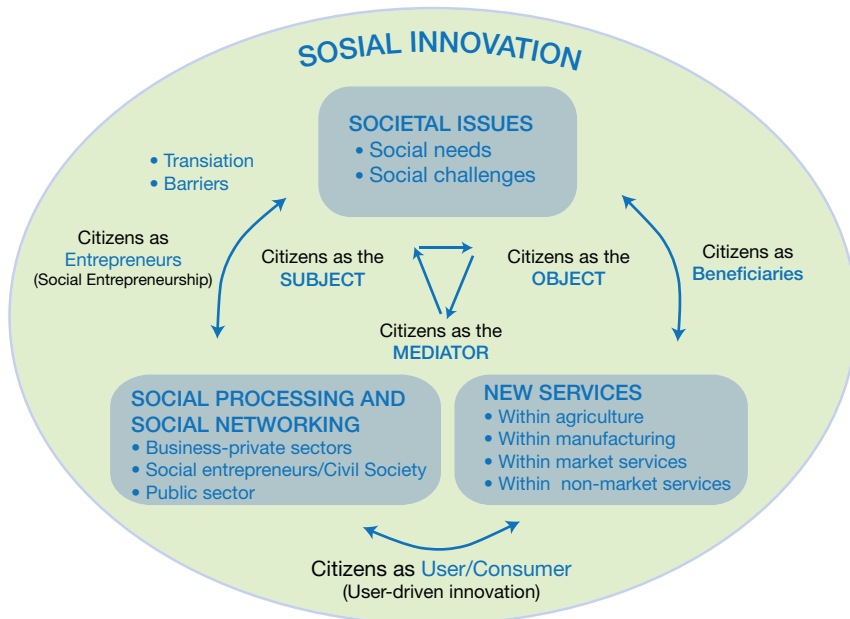 SOSIAL INNOVATION
SOCIETAL ISSUES
• Social needs
• Social challenges
• Transiation
• Barriers
Citizens as
Entrepreneurs
(Social Entrepreneurship)
Citizens as the
SUBJECT
Citizens as the
OBJECT
Citizens as
Beneficiaries
Citizens as the
MEDIATOR
SOCIAL PROCESSING AND
SOCIAL NETWORKING
• Business-private sectors
• Social entrepreneurs/Civil Society
• Public sector
NEW SERVICES
• Within agriculture
• Within manufacturing
• Within market services
• Within non-market services
Citizens as User/Consumer
(User-driven innovation)